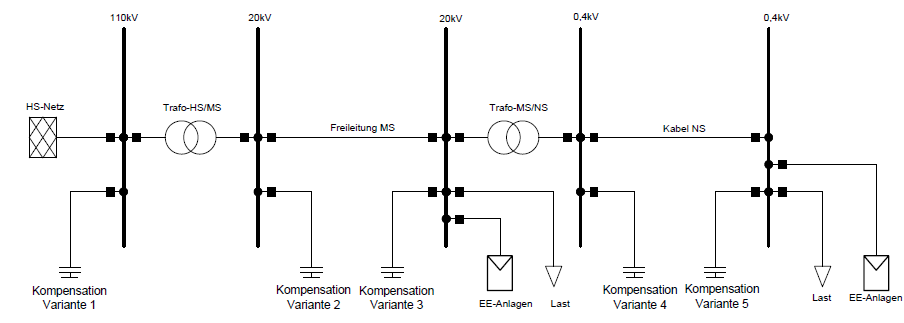 110kV
20kV
20kV
0,4kV
0,4kV
HS-Netz
Trafo-HS/MS
Freileitung MS
Trafo-MS/NS
Kabel NS
Kompensation
Variante 1
Kompensation
Variante 2
Kompensation
Variante 3
EE-Anlagen
Last
Kompensation
Variante 4
Kompensation
Variante 5
Last
EE-Anlagen